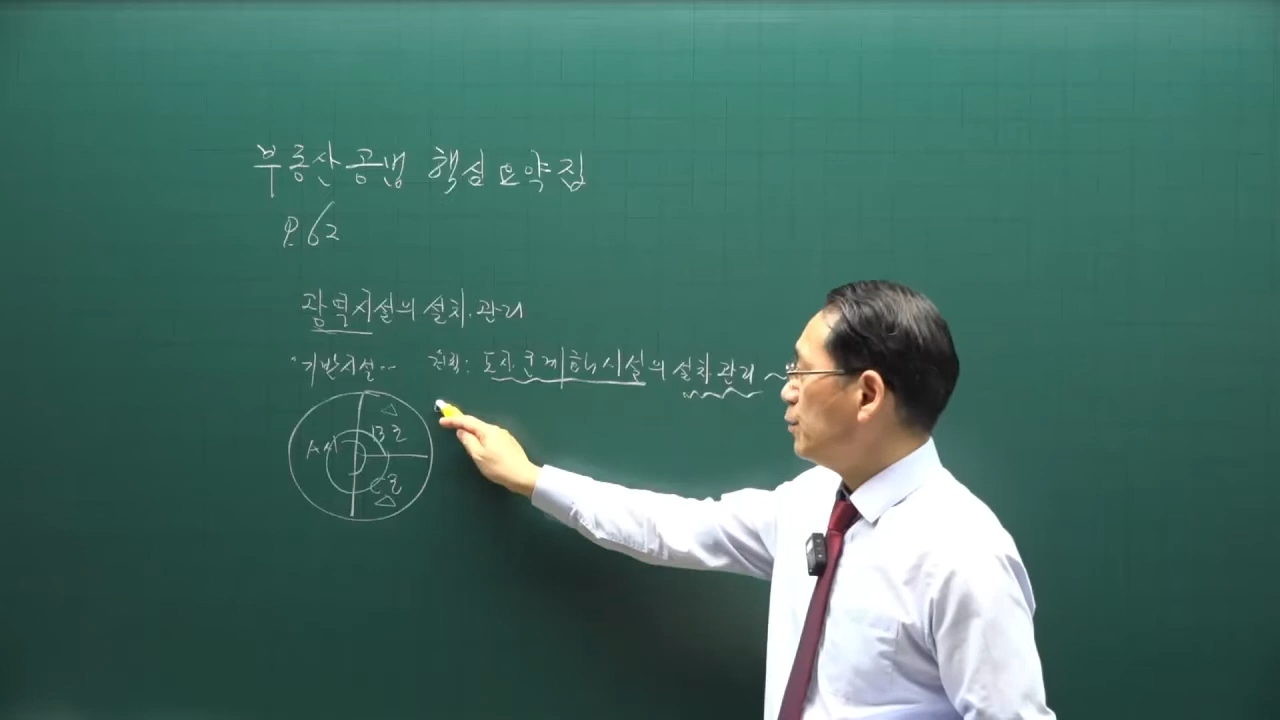 부동산공법 핵심요약집
P.62
광역시설의 설치.관리
"기반시설.. 원칙: 도시.군계획시설의 설치관리 ~
A시 B군
C군